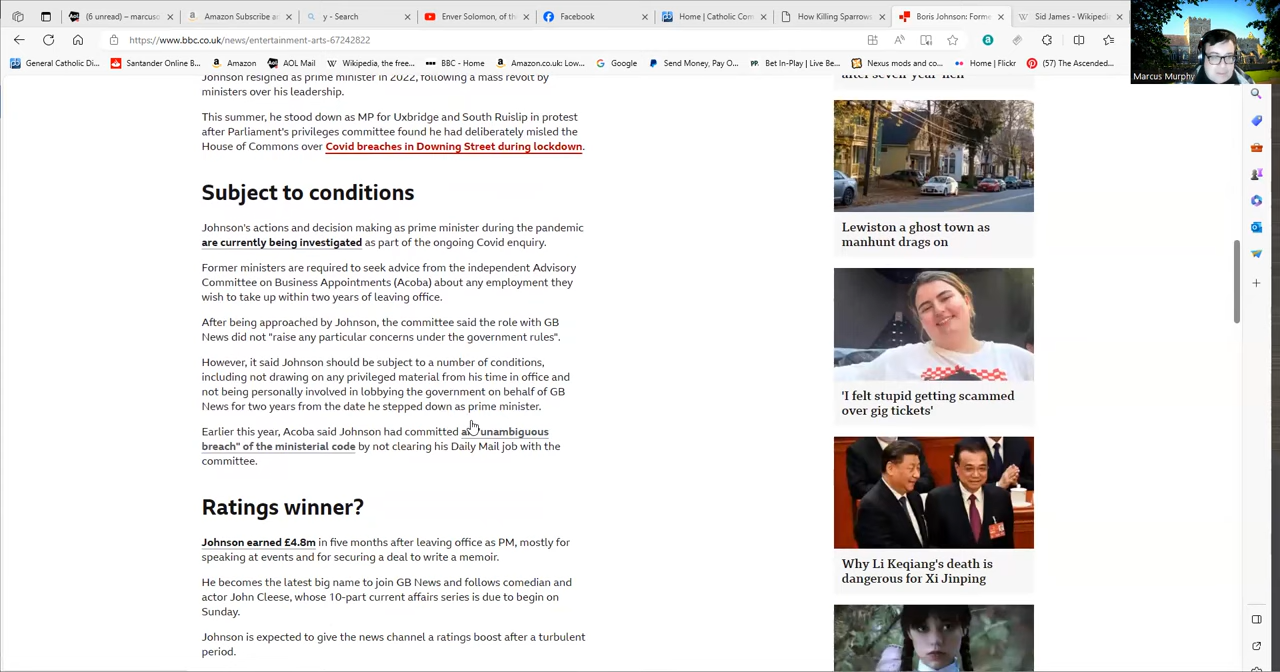 (6 unread) – marcuso
Amazon Subscribe a
y - Search
Enver Solomon, of th
Facebook
Home | Catholic Com
How Killing Sparrows
Boris Johnson: Forme
Sid James - Wikipedi
https://www.bbc.co.uk/news/entertainment-arts-67242822
General Catholic Di...
Santander Online B...
Amazon
AOL Mail
Wikipedia, the free...
BBC - Home
Amazon.co.uk: Low...
Google
Send Money, Pay O...
Bet In-Play | Live Be...
Nexus mods and co...
Home | Flickr
(57) The Ascended...
Marcus Murphy
Johnson resigned as prime minister in 2022, following a mass revolt by
ministers over his leadership.
This summer, he stood down as MP for Uxbridge and South Ruislip in protest
after Parliament's privileges committee found he had deliberately misled the
House of Commons over Covid breaches in Downing Street during lockdown.
Subject to conditions
Johnson's actions and decision making as prime minister during the pandemic
are currently being investigated as part of the ongoing Covid enquiry.
Former ministers are required to seek advice from the independent Advisory
Committee on Business Appointments (Acoba) about any employment they
wish to take up within two years of leaving office.
After being approached by Johnson, the committee said the role with GB
News did not "raise any particular concerns under the government rules".
However, it said Johnson should be subject to a number of conditions,
including not drawing on any privileged material from his time in office and
not being personally involved in lobbying the government on behalf of GB
News for two years from the date he stepped down as prime minister.
Earlier this year, Acoba said Johnson had committed an "unambiguous
breach" of the ministerial code by not clearing his Daily Mail job with the
committee.
Ratings winner?
Johnson earned £4.8m in five months after leaving office as PM, mostly for
speaking at events and for securing a deal to write a memoir.
He becomes the latest big name to join GB News and follows comedian and
actor John Cleese, whose 10-part current affairs series is due to begin on
Sunday.
Johnson is expected to give the news channel a ratings boost after a turbulent
period.
after seven-year
Lewiston a ghost town as
manhunt drags on
'I felt stupid getting scammed
over gig tickets'
Why Li Keqiang's death is
dangerous for Xi Jinping